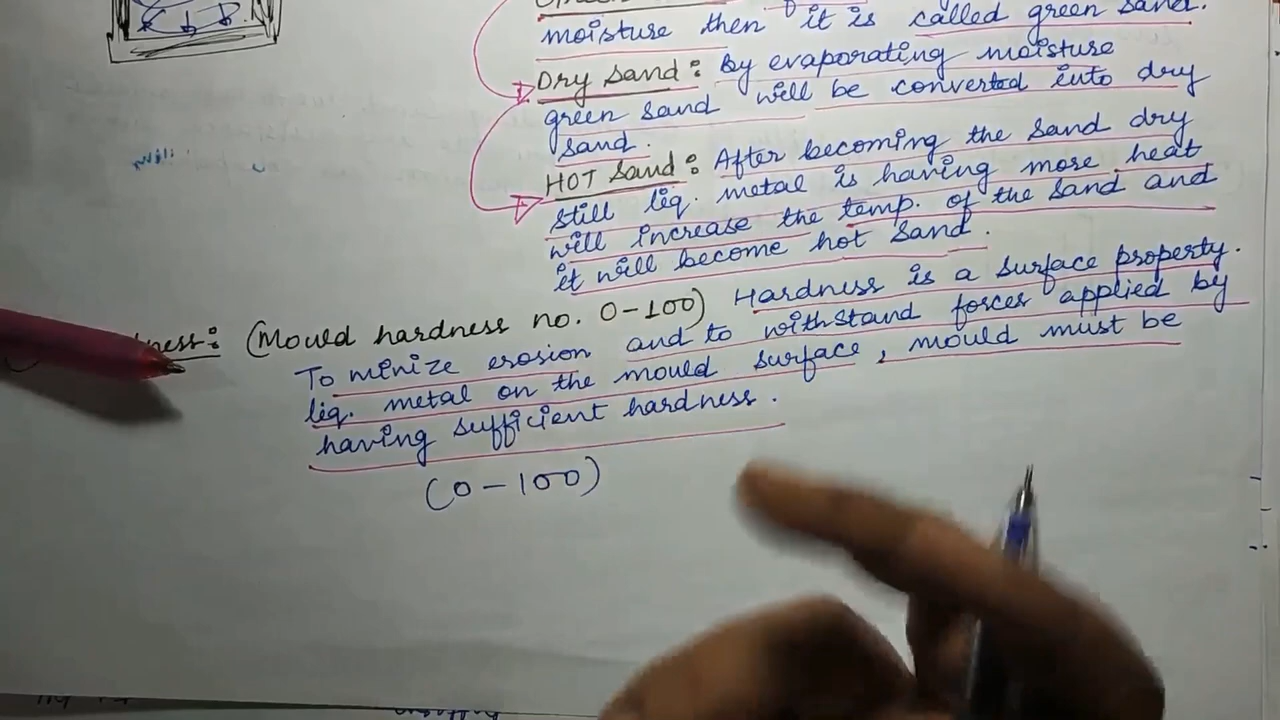 moisture then it is called green sand.
Dry Sand: By evaporating moisture
green sand will be converted into dry
sand.
HOT Sand: After becoming the sand dry
still liq. metal is having more heat
will increase the temp. of the sand and
it will become hot sand.
(Mould hardness no. 0-100) Hardness is a surface property.
To minize erosion and to withstand forces applied by
liq. metal on the mould surface, mould must be
having sufficient hardness.
(0-100)